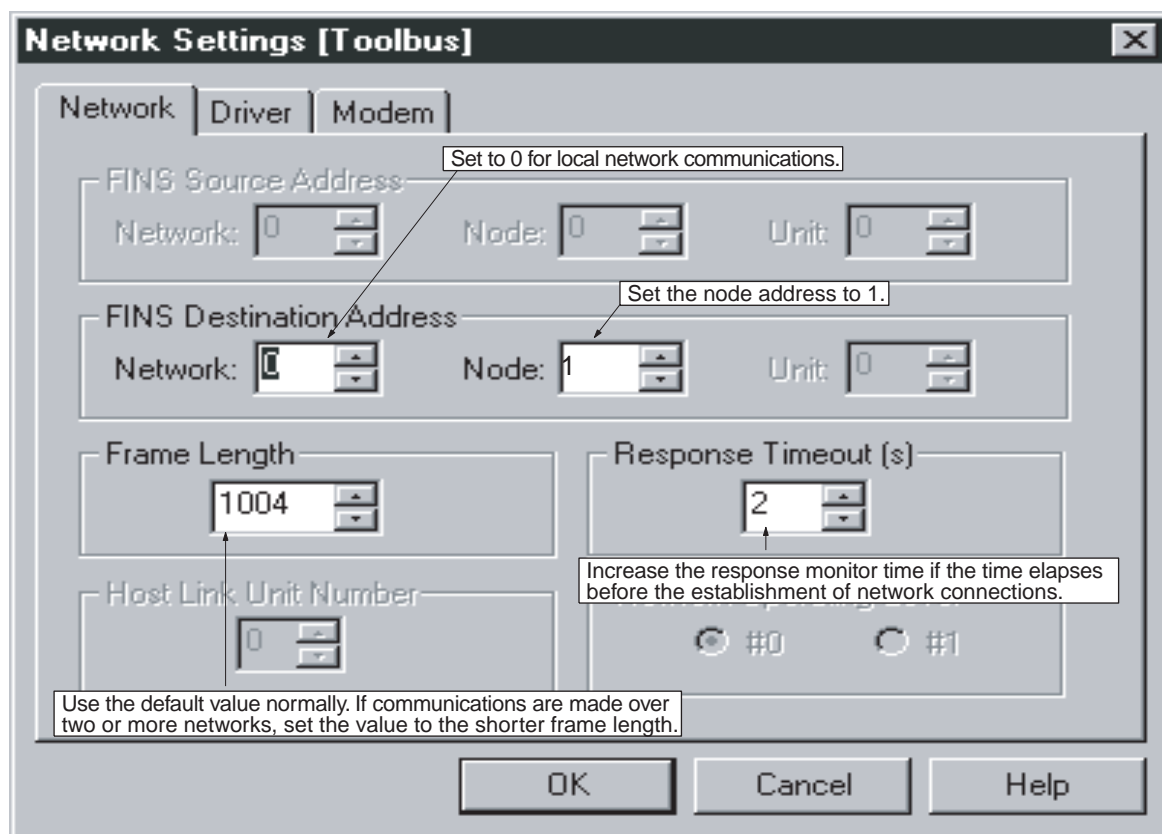 Network Settings [Toolbus]
Network Driver Modem
Set to 0 for local network communications.
FINS Source Address
Network: 0 Node: 0 Unit: 0
Set the node address to 1.
FINS Destination Address
Network: 0 Node: 1 Unit: 0
Frame Length
1004
Response Timeout (s)
2
Increase the response monitor time if the time elapses
before the establishment of network connections.
Host Link Unit Number
0
#0 #1
Use the default value normally. If communications are made over
two or more networks, set the value to the shorter frame length.
OK Cancel Help